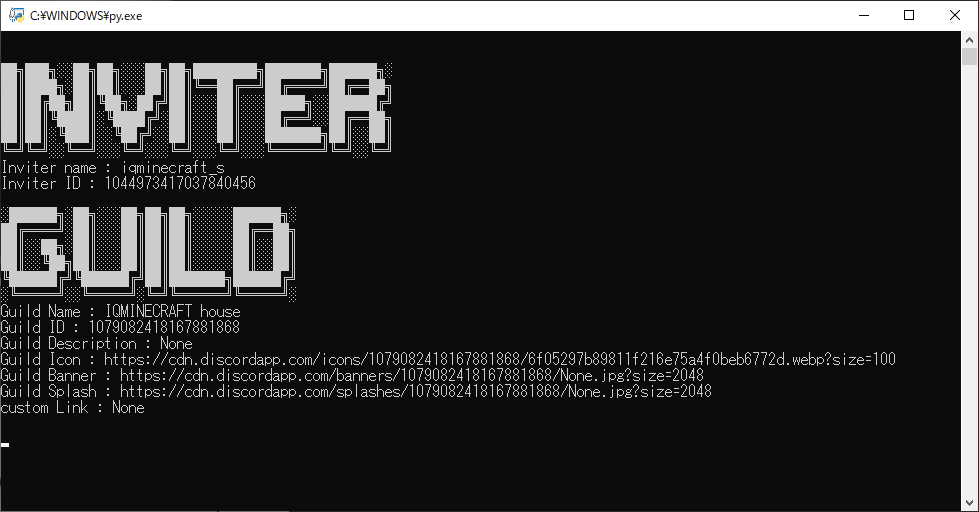 C:¥WINDOWS¥py.exe
INVITER
Inviter name : iqminecraft_s
Inviter ID : 1044973417037840456
GUILD
Guild Name : IQMINECRAFT house
Guild ID : 1079082418167881868
Guild Description : None
Guild Icon : https://cdn.discordapp.com/icons/1079082418167881868/6f05297b89811f216e75a4f0beb6772d.webp?size=100
Guild Banner : https://cdn.discordapp.com/banners/1079082418167881868/None.jpg?size=2048
Guild Splash : https://cdn.discordapp.com/splashes/1079082418167881868/None.jpg?size=2048
custom Link : None